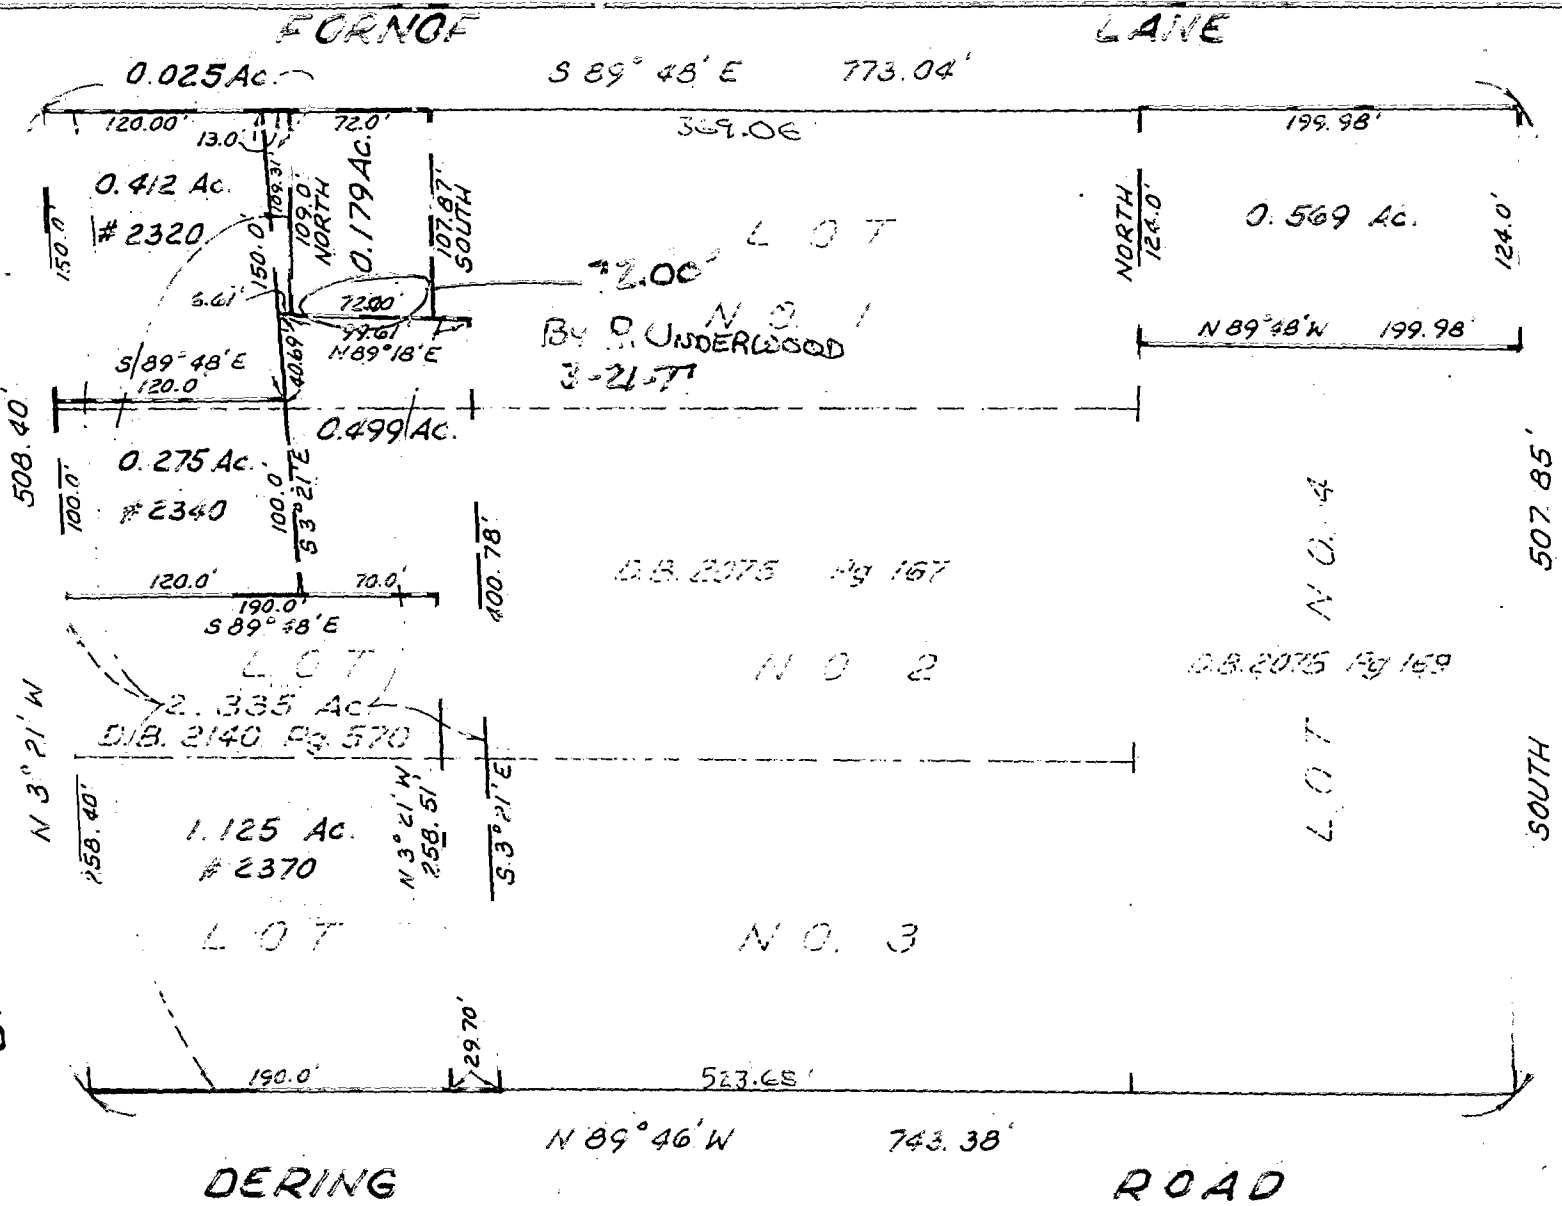 FORNOF LANE
0.025 Ac.
S 89° 48' E 773.04'
120.00'
13.0'
72.0'
369.06
199.98'
0.412 Ac.
#2320
150.0'
150.0'
109.31'
109.0'
NORTH
0.179 Ac.
107.87'
SOUTH
LOT
NO. 1
NORTH
124.0'
0.569 Ac.
124.0'
72.00'
72.00'
99.61'
N 89° 18' E
By UNDERWOOD
N 89° 48' W 199.98'
S 89° 48' E
120.0'
40.69'
508.40'
0.499 Ac.
0.275 Ac.
#2340
100.0'
100.0'
S 3° 21' E
400.78'
D.B. 2075 Pg 167
LOT NO. 4
507.85'
120.0'
70.0'
190.0'
S 89° 48' E
LOT NO 2
D.B. 2075 Pg 169
2.335 Ac.
D.B. 2140 Pg. 570
N 3° 21' W
258.40'
1.125 Ac.
#2370
N 3° 21' W
258.51'
S 3° 21' E
SOUTH
LOT NO. 3
190.0'
29.70'
523.68'
N 89° 46' W 743.38'
DERING ROAD